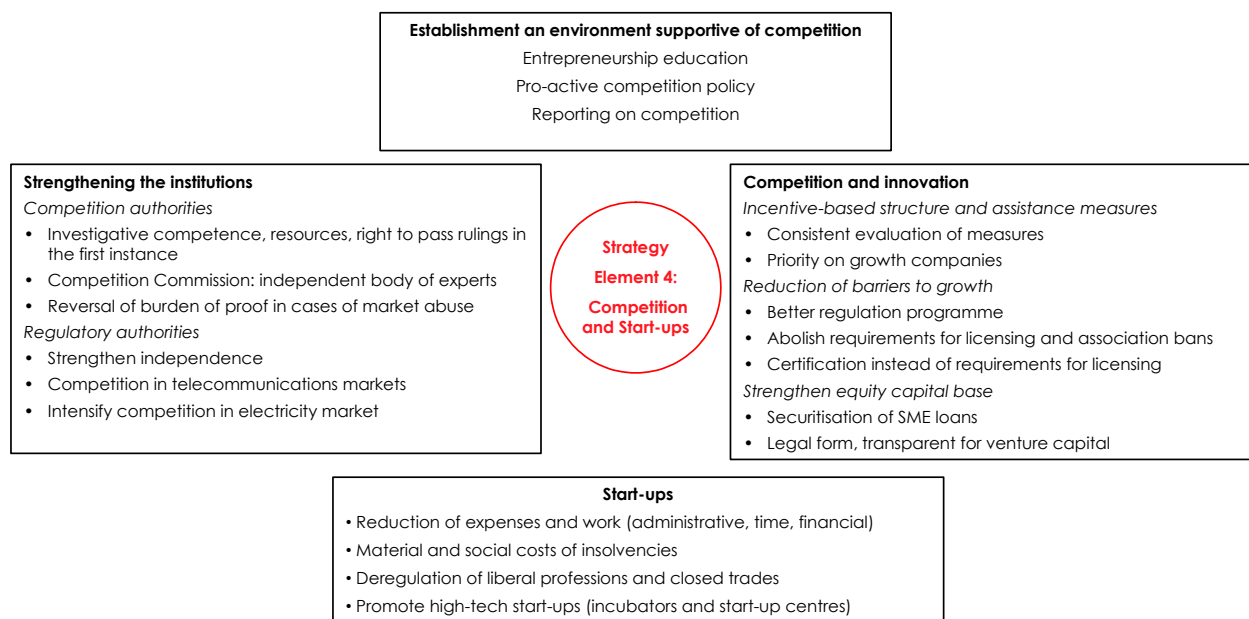 Establishment an environment supportive of competition
Entrepreneurship education
Pro-active competition policy
Reporting on competition
Strengthening the institutions
Competition authorities
• Investigative competence, resources, right to pass rulings in
the first instance
• Competition Commission: independent body of experts
• Reversal of burden of proof in cases of market abuse
Regulatory authorities
• Strengthen independence
• Competition in telecommunications markets
• Intensify competition in electricity market
Strategy
Element 4:
Competition
and Start-ups
Competition and innovation
Incentive-based structure and assistance measures
• Consistent evaluation of measures
• Priority on growth companies
Reduction of barriers to growth
• Better regulation programme
• Abolish requirements for licensing and association bans
• Certification instead of requirements for licensing
Strengthen equity capital base
• Securitisation of SME loans
• Legal form, transparent for venture capital
Start-ups
• Reduction of expenses and work (administrative, time, financial)
• Material and social costs of insolvencies
• Deregulation of liberal professions and closed trades
• Promote high-tech start-ups (incubators and start-up centres)